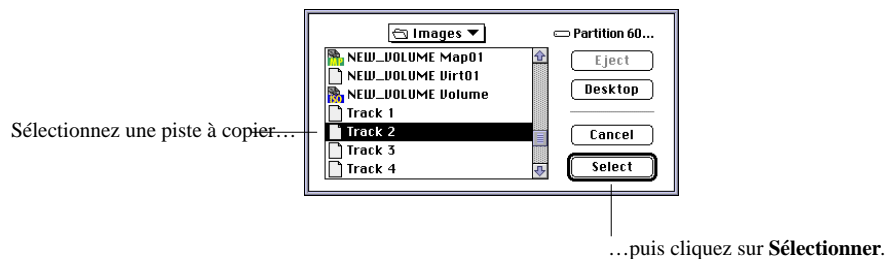 Images
Partition 60...
NEW_VOLUME Map01
NEW_VOLUME Virt01
NEW_VOLUME Volume
Track 1
Track 2
Track 3
Track 4
Eject
Desktop
Cancel
Select
Sélectionnez une piste à copier…
…puis cliquez sur Sélectionner.